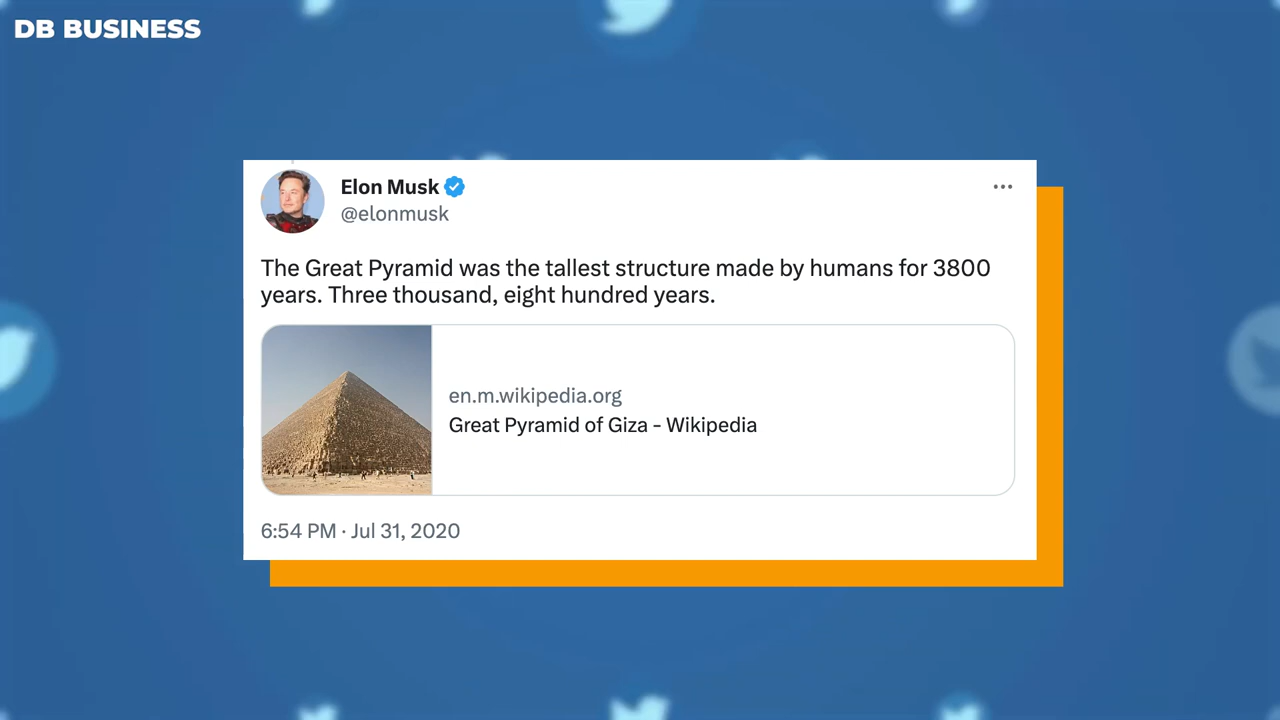 DB BUSINESS
Elon Musk
@elonmusk
The Great Pyramid was the tallest structure made by humans for 3800
years. Three thousand, eight hundred years.
en.m.wikipedia.org
Great Pyramid of Giza - Wikipedia
6:54 PM · Jul 31, 2020